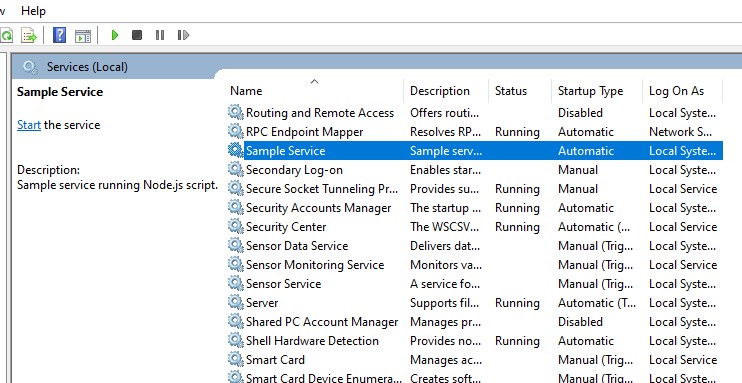 w Help
Services (Local)
Sample Service
Start the service
Description:
Sample service running Node.js script.
Name Description Status Startup Type Log On As
Routing and Remote Access Offers routi... Disabled Local Syste...
RPC Endpoint Mapper Resolves RP... Running Automatic Network S...
Sample Service Sample serv... Automatic Local Syste...
Secondary Log-on Enables star... Manual Local Syste...
Secure Socket Tunneling Pr... Provides su... Running Manual Local Service
Security Accounts Manager The startup ... Running Automatic Local Syste...
Security Center The WSCSV... Running Automatic (... Local Service
Sensor Data Service Delivers dat... Manual (Trig... Local Syste...
Sensor Monitoring Service Monitors va... Manual (Trig... Local Service
Sensor Service A service fo... Manual (Trig... Local Syste...
Server Supports fil... Running Automatic (T... Local Syste...
Shared PC Account Manager Manages pr... Disabled Local Syste...
Shell Hardware Detection Provides no... Running Automatic Local Syste...
Smart Card Manages ac... Manual (Trig... Local Service
Smart Card Device Enumera... Creates soft... Manual (Trig... Local Syste...